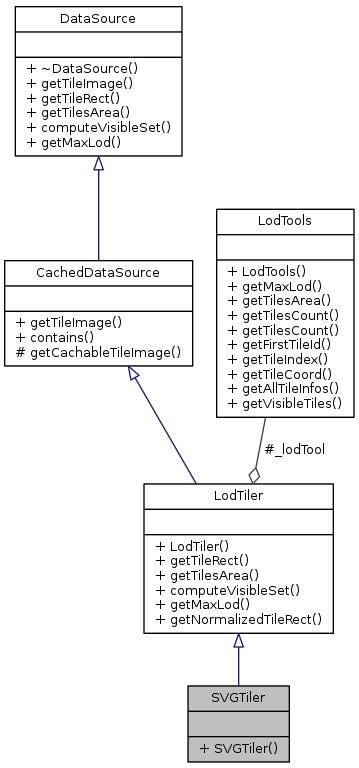 DataSource
+ ~DataSource()
+ getTileImage()
+ getTileRect()
+ getTilesArea()
+ computeVisibleSet()
+ getMaxLod()
CachedDataSource
+ getTileImage()
+ contains()
# getCachableTileImage()
LodTools
+ LodTools()
+ getMaxLod()
+ getTilesArea()
+ getTilesCount()
+ getTilesCount()
+ getFirstTileId()
+ getTileIndex()
+ getTileCoord()
+ getAllTileInfos()
+ getVisibleTiles()
#_lodTool
LodTiler
+ LodTiler()
+ getTileRect()
+ getTilesArea()
+ computeVisibleSet()
+ getMaxLod()
+ getNormalizedTileRect()
SVGTiler
+ SVGTiler()